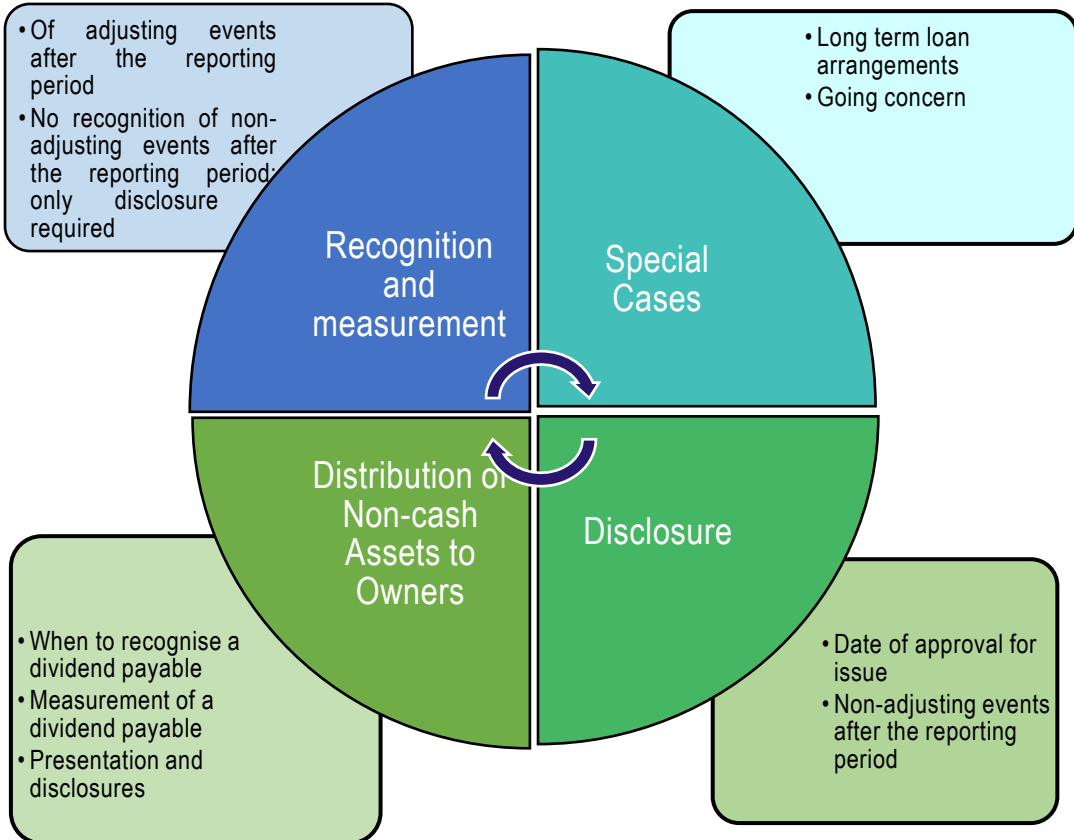 • Of adjusting events
after the reporting
period
• No recognition of non-
adjusting events after
the reporting period;
only disclosure
required
• Long term loan
arrangements
• Going concern
Recognition
and
measurement
Special
Cases
Distribution of
Non-cash
Assets to
Owners
Disclosure
• When to recognise a
dividend payable
• Measurement of a
dividend payable
• Presentation and
disclosures
• Date of approval for
issue
• Non-adjusting events
after the reporting
period